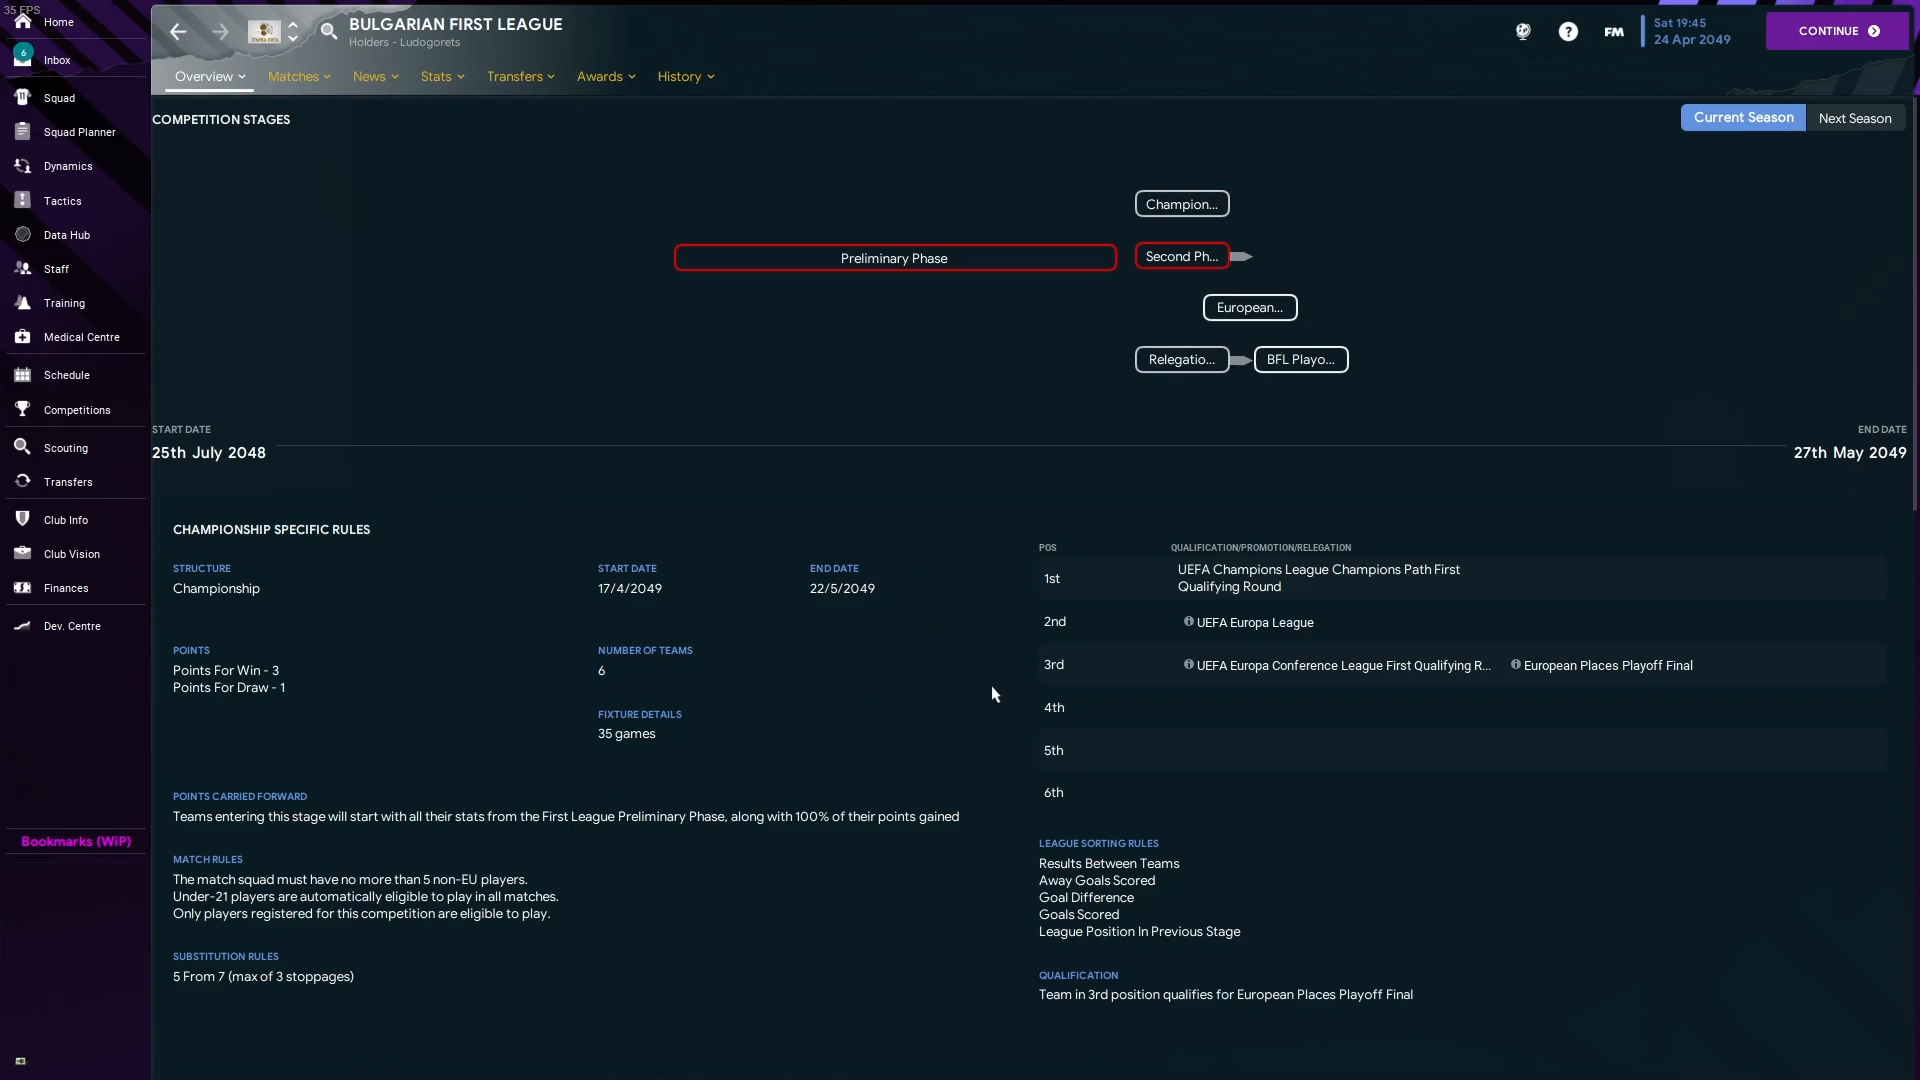 35 FPS
Home
6
Inbox
Squad
Squad Planner
Dynamics
Tactics
Data Hub
Staff
Training
Medical Centre
Schedule
Competitions
Scouting
Transfers
Club Info
Club Vision
Finances
Dev. Centre
Bookmarks (WiP)
BULGARIAN FIRST LEAGUE
Holders - Ludogorets
FM
Sat 19:45
24 Apr 2049
CONTINUE
Overview
Matches
News
Stats
Transfers
Awards
History
COMPETITION STAGES
Current Season
Next Season
Champion...
Preliminary Phase
Second Ph...
European...
Relegatio...
BFL Playo...
START DATE
25th July 2048
END DATE
27th May 2049
CHAMPIONSHIP SPECIFIC RULES
STRUCTURE
Championship
START DATE
17/4/2049
END DATE
22/5/2049
POINTS
Points For Win - 3
Points For Draw - 1
NUMBER OF TEAMS
6
FIXTURE DETAILS
35 games
POINTS CARRIED FORWARD
Teams entering this stage will start with all their stats from the First League Preliminary Phase, along with 100% of their points gained
MATCH RULES
The match squad must have no more than 5 non-EU players.
Under-21 players are automatically eligible to play in all matches.
Only players registered for this competition are eligible to play.
SUBSTITUTION RULES
5 From 7 (max of 3 stoppages)
POS QUALIFICATION/PROMOTION/RELEGATION
1st UEFA Champions League Champions Path First
Qualifying Round
2nd UEFA Europa League
3rd UEFA Europa Conference League First Qualifying R... European Places Playoff Final
4th
5th
6th
LEAGUE SORTING RULES
Results Between Teams
Away Goals Scored
Goal Difference
Goals Scored
League Position In Previous Stage
QUALIFICATION
Team in 3rd position qualifies for European Places Playoff Final